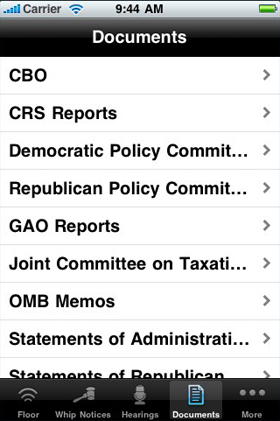 Carrier 9:44 AM
Documents
CBO
CRS Reports
Democratic Policy Commit...
Republican Policy Commit...
GAO Reports
Joint Committee on Taxati...
OMB Memos
Statements of Administrati...
Statements of Republican
Floor Whip Notices Hearings Documents More